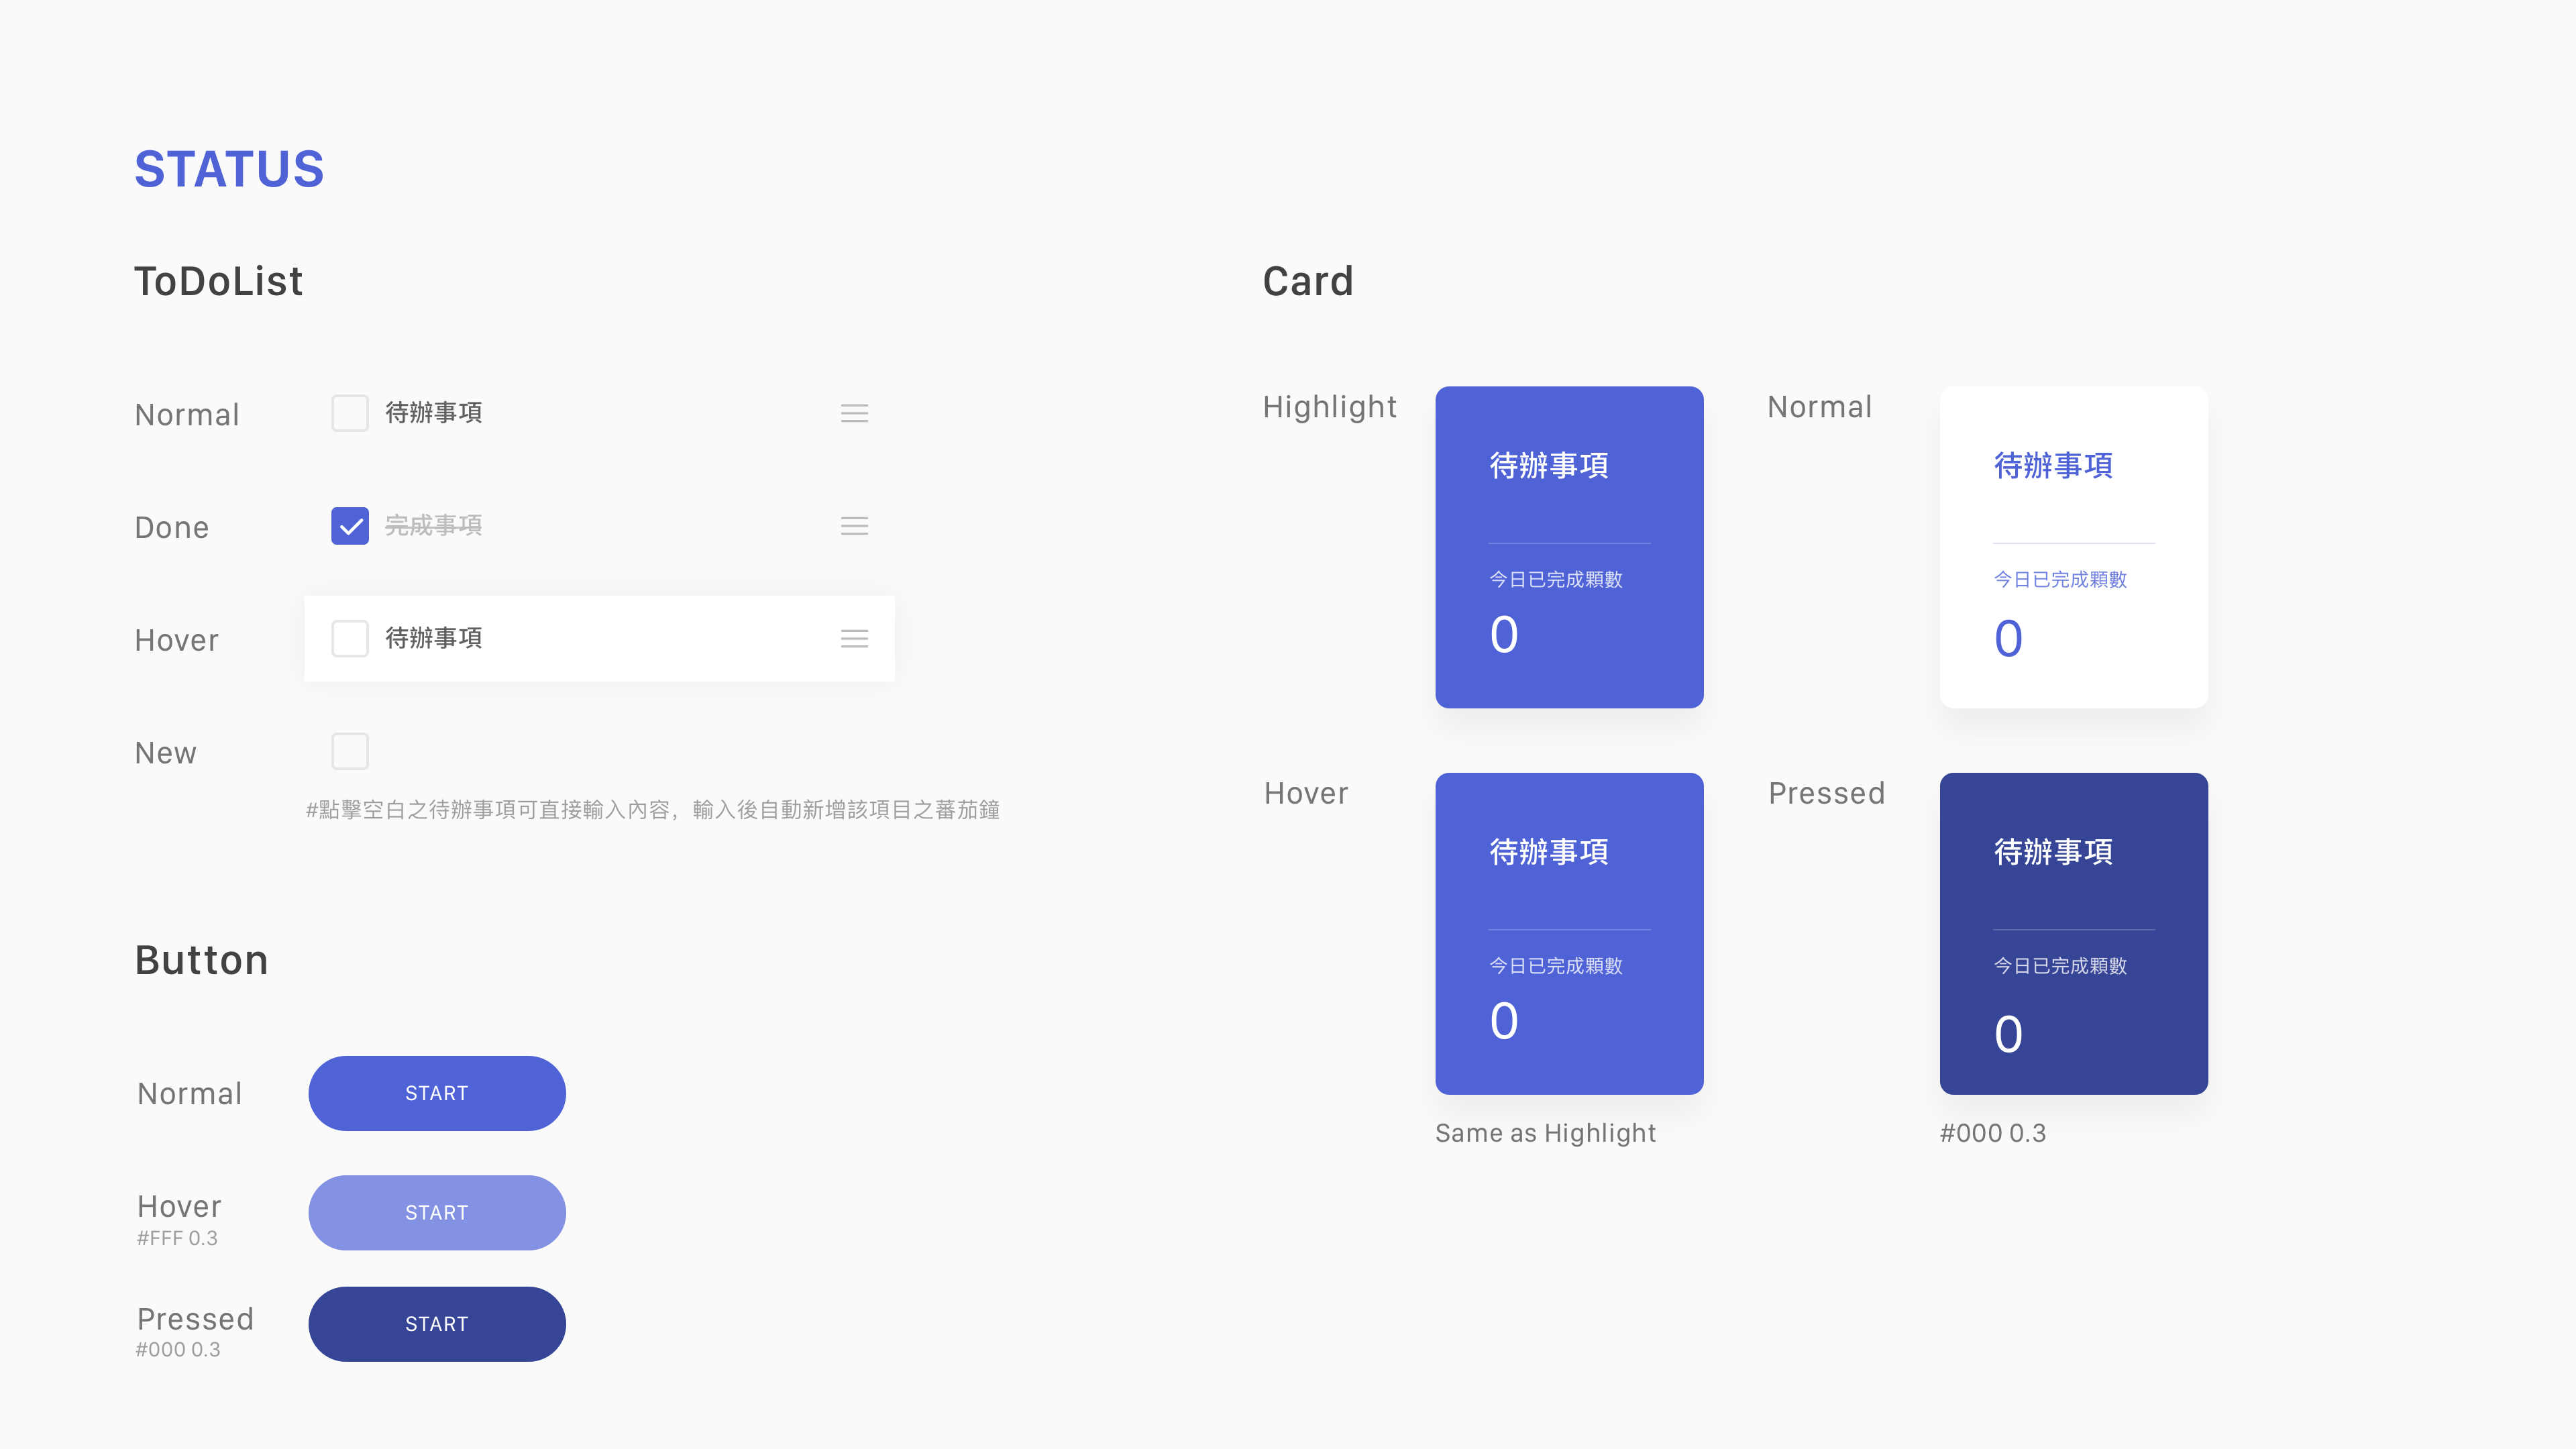 STATUS
ToDoList
Normal
待辦事項
Done
完成事項
Hover
待辦事項
New
#點擊空白之待辦事項可直接輸入內容，輸入後自動新增該項目之蕃茄鐘
Button
Normal
START
Hover
#FFF 0.3
START
Pressed
#000 0.3
START
Card
Highlight
待辦事項
今日已完成顆數
0
Normal
待辦事項
今日已完成顆數
0
Hover
待辦事項
今日已完成顆數
0
Same as Highlight
Pressed
待辦事項
今日已完成顆數
0
#000 0.3